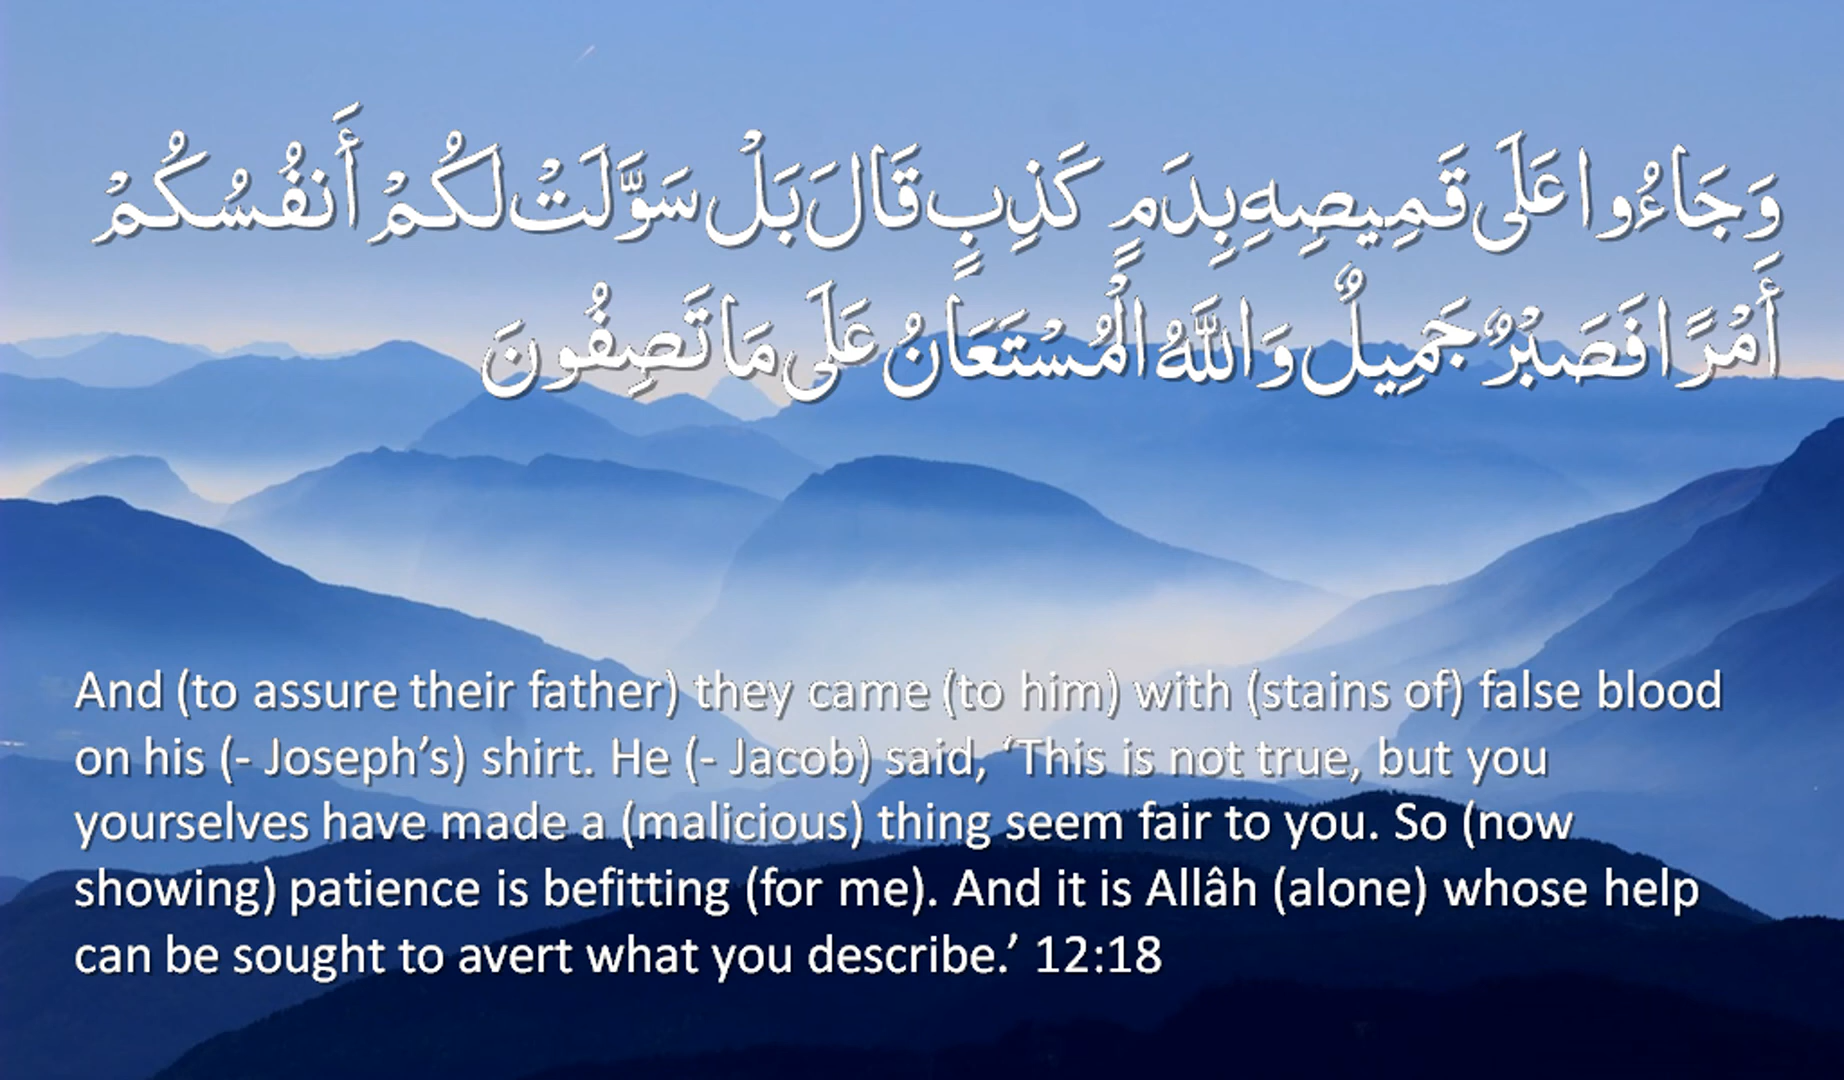 وَجَاءُوا عَلَى قَمِيصِهِ بِدَمٍ كَذِبٍ قَالَ بَلْ سَوَّلَتْ لَكُمْ أَنفُسُكُمْ
أَمْرًا فَصَبْرٌ جَمِيلٌ وَاللَّهُ الْمُسْتَعَانُ عَلَى مَا تَصِفُونَ
And (to assure their father) they came (to him) with (stains of) false blood
on his (- Joseph’s) shirt. He (- Jacob) said, ‘This is not true, but you
yourselves have made a (malicious) thing seem fair to you. So (now
showing) patience is befitting (for me). And it is Allâh (alone) whose help
can be sought to avert what you describe.’ 12:18